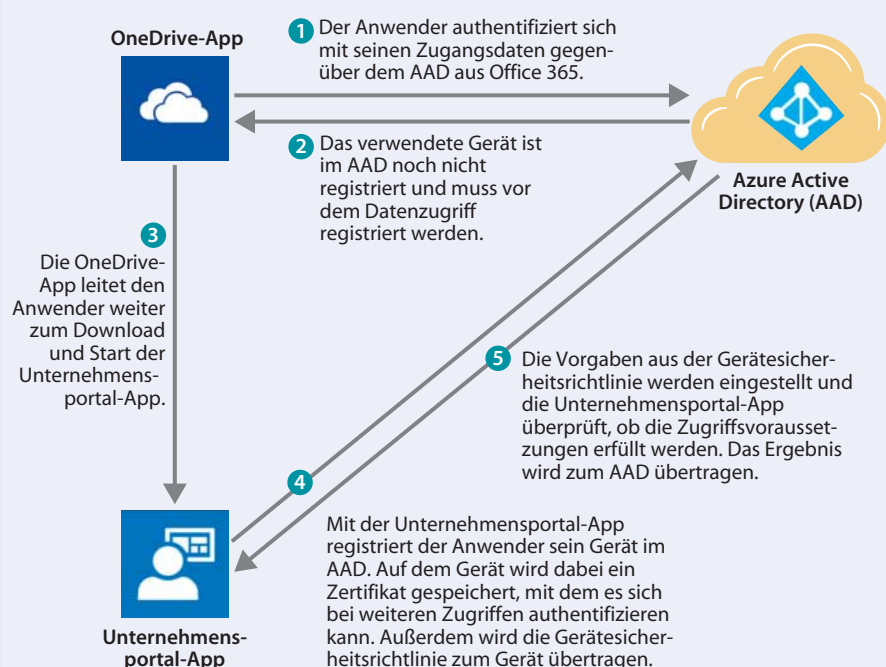 OneDrive-App
1 Der Anwender authentifiziert sich
mit seinen Zugangsdaten gegen-
über dem AAD aus Office 365.
2 Das verwendete Gerät ist
im AAD noch nicht
registriert und muss vor
dem Datenzugriff
registriert werden.
Azure Active
Directory (AAD)
3
Die OneDrive-
App leitet den
Anwender weiter
zum Download
und Start der
Unternehmens-
portal-App.
5 Die Vorgaben aus der Gerätesicher-
heitsrichtlinie werden eingestellt und
die Unternehmensportal-App
überprüft, ob die Zugriffsvorausset-
zungen erfüllt werden. Das Ergebnis
wird zum AAD übertragen.
4
Mit der Unternehmensportal-App
registriert der Anwender sein Gerät im
AAD. Auf dem Gerät wird dabei ein
Zertifikat gespeichert, mit dem es sich
bei weiteren Zugriffen authentifizieren
kann. Außerdem wird die Gerätesicher-
heitsrichtlinie zum Gerät übertragen.
Unternehmens-
portal-App